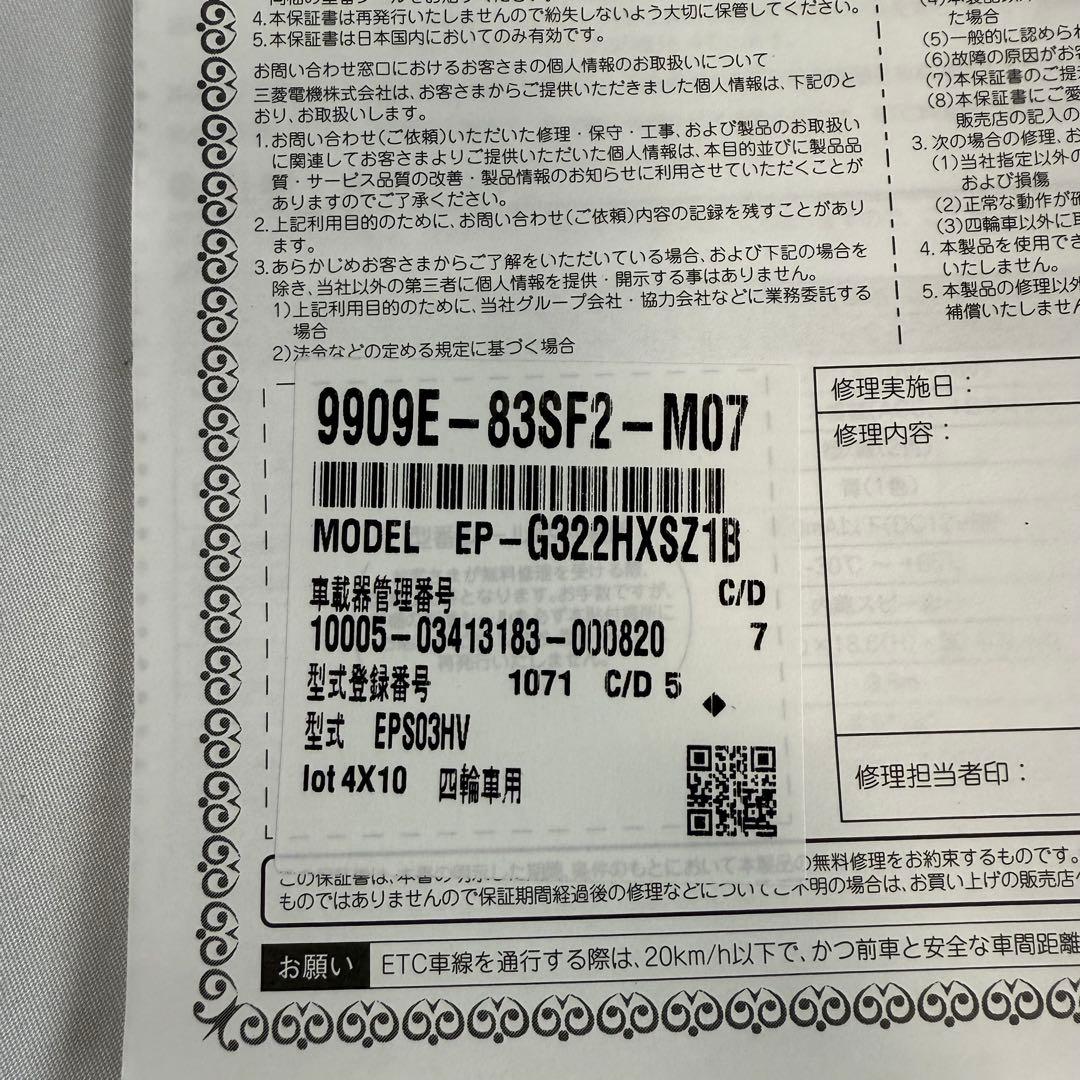 4.本保証書は再発行いたしませんので紛失しないよう大切に保管してください。
5.本保証書は日本国内においてのみ有効です。
お問い合わせ窓口におけるお客さまの個人情報のお取扱いについて
三菱電機株式会社は、お客さまからご提供いただきました個人情報は、下記のと
おり、お取扱いします。
1.お問い合わせ(ご依頼)いただいた修理・保守・工事、および製品のお取扱い
に関連してお客さまよりご提供いただいた個人情報は、本目的並びに製品品
質・サービス品質の改善・製品情報のお知らせに利用させていただくことが
ありますのでご了承ください。
2.上記利用目的のために、お問い合わせ(ご依頼)内容の記録を残すことがあり
ます。
3.あらかじめお客さまからご了解をいただいている場合、および下記の場合を
除き、当社以外の第三者に個人情報を提供・開示する事はありません。
1)上記利用目的のために、当社グループ会社・協力会社などに業務委託する
場合
2)法令などの定める規定に基づく場合
た場合
(5)一般的に認められ
(6)故障の原因がお客
(7)本保証書のご提
(8)本保証書にご愛
販売店の記入の
3.次の場合の修理、お
(1)当社指定以外の
および損傷
(2)正常な動作が確
(3)四輪車以外に取
4.本製品を使用でき
いたしません。
5.本製品の修理以外
補償いたしません
9909E-83SF2-M07
MODEL EP-G322HXSZ1B
車載器管理番号 C/D
10005-03413183-000820 7
型式登録番号 1071 C/D 5
型式 EPS03HV
lot 4X10 四輪車用
修理実施日:
修理内容:
修理担当者印:
この保証書は、本書の明示した期間、条件のもとにおいて本製品の無料修理をお約束するものです。
ものではありませんので保証期間経過後の修理などについてご不明の場合は、お買い上げの販売店
お願い ETC車線を通行する際は、20km/h以下で、かつ前車と安全な車間距離